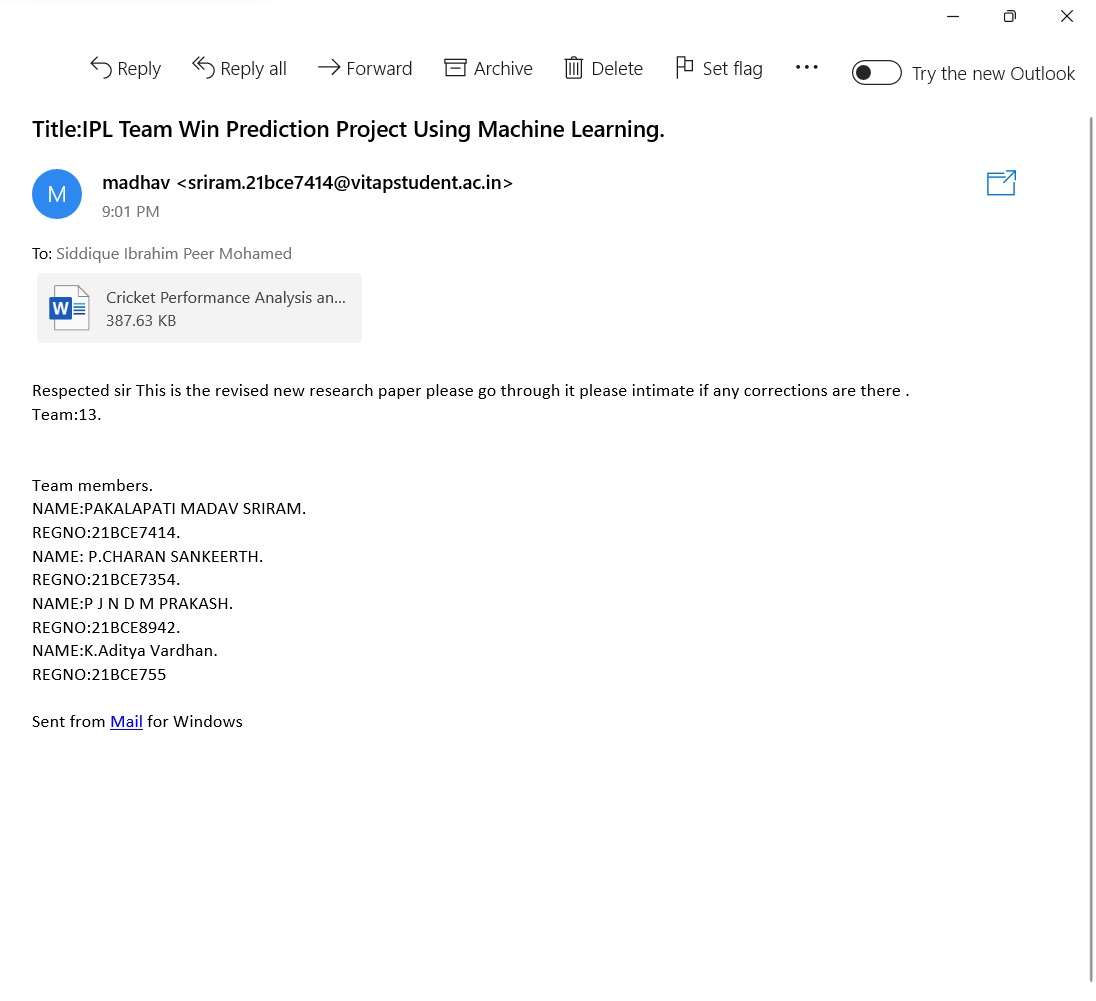 Reply
Reply all
Forward
Archive
Delete
Set flag
Try the new Outlook
Title:IPL Team Win Prediction Project Using Machine Learning.
M
madhav <sriram.21bce7414@vitapstudent.ac.in>
9:01 PM
To: Siddique Ibrahim Peer Mohamed
W
Cricket Performance Analysis an...
387.63 KB
Respected sir This is the revised new research paper please go through it please intimate if any corrections are there .
Team:13.
Team members.
NAME:PAKALAPATI MADAV SRIRAM.
REGNO:21BCE7414.
NAME: P.CHARAN SANKEERTH.
REGNO:21BCE7354.
NAME:P J N D M PRAKASH.
REGNO:21BCE8942.
NAME:K.Aditya Vardhan.
REGNO:21BCE755
Sent from Mail for Windows